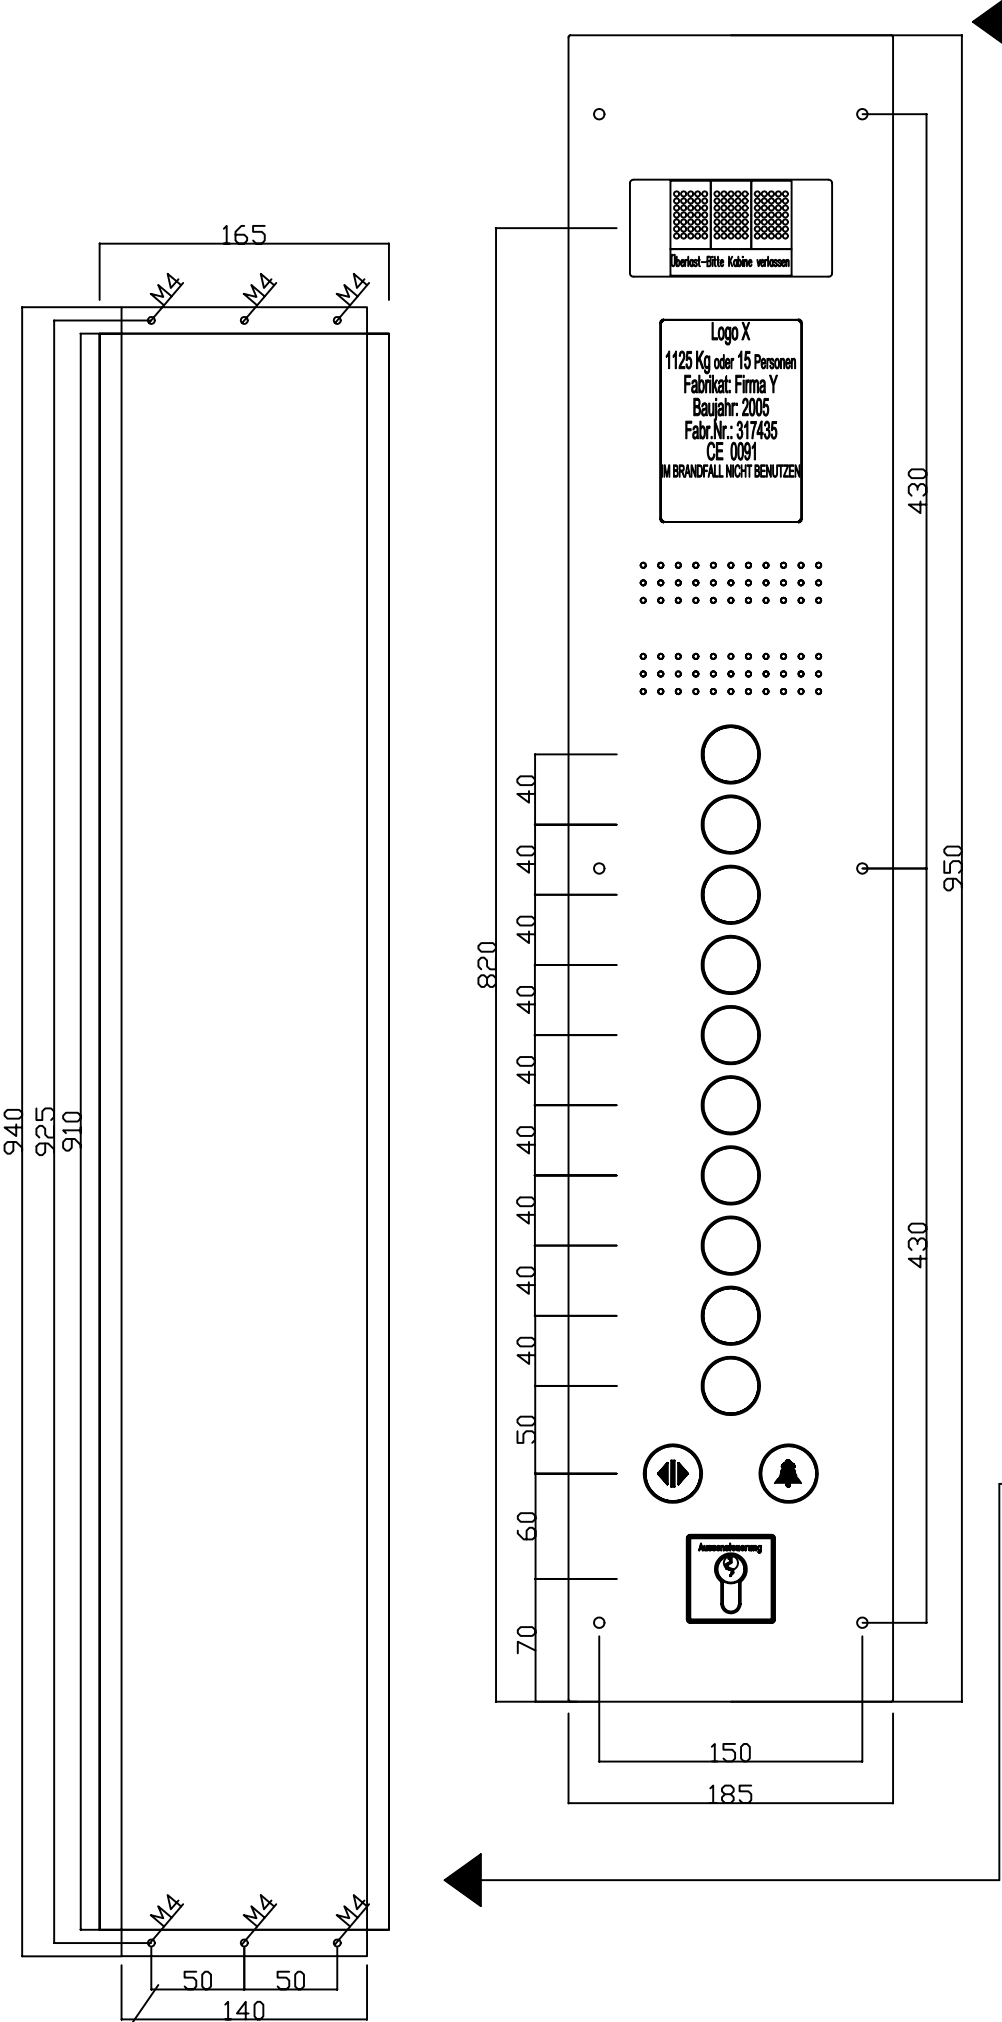 165
M4 M4 M4
940
925
910
M4 M4 M4
50 50
140
Überlast-Bitte Kabine verlassen
Logo X
1125 Kg oder 15 Personen
Fabrikat: Firma Y
Baujahr: 2005
Fabr.Nr.: 317435
CE 0091
IM BRANDFALL NICHT BENUTZEN
430
950
430
820
40
40
40
40
40
40
40
40
40
50
60
70
Aussensteuerung
150
185